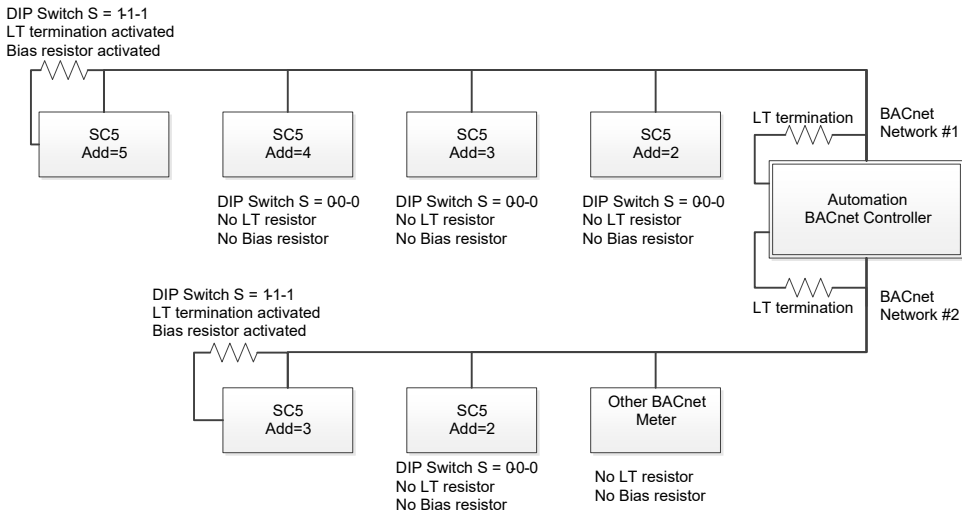 DIP Switch S = 1-1-1
LT termination activated
Bias resistor activated
SC5
Add=5
SC5
Add=4
SC5
Add=3
SC5
Add=2
LT termination
BACnet
Network #1
DIP Switch S = 0-0-0
No LT resistor
No Bias resistor
DIP Switch S = 0-0-0
No LT resistor
No Bias resistor
DIP Switch S = 0-0-0
No LT resistor
No Bias resistor
Automation
BACnet Controller
DIP Switch S = 1-1-1
LT termination activated
Bias resistor activated
LT termination
BACnet
Network #2
SC5
Add=3
SC5
Add=2
Other BACnet
Meter
DIP Switch S = 0-0-0
No LT resistor
No Bias resistor
No LT resistor
No Bias resistor